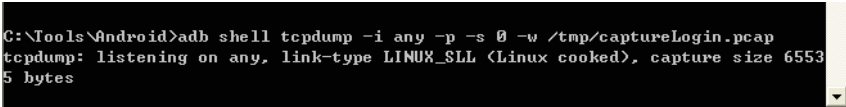 C:\Tools\Android>adb shell tcpdump -i any -p -s 0 -w /tmp/captureLogin.pcap
tcpdump: listening on any, link-type LINUX_SLL (Linux cooked), capture size 6553
5 bytes